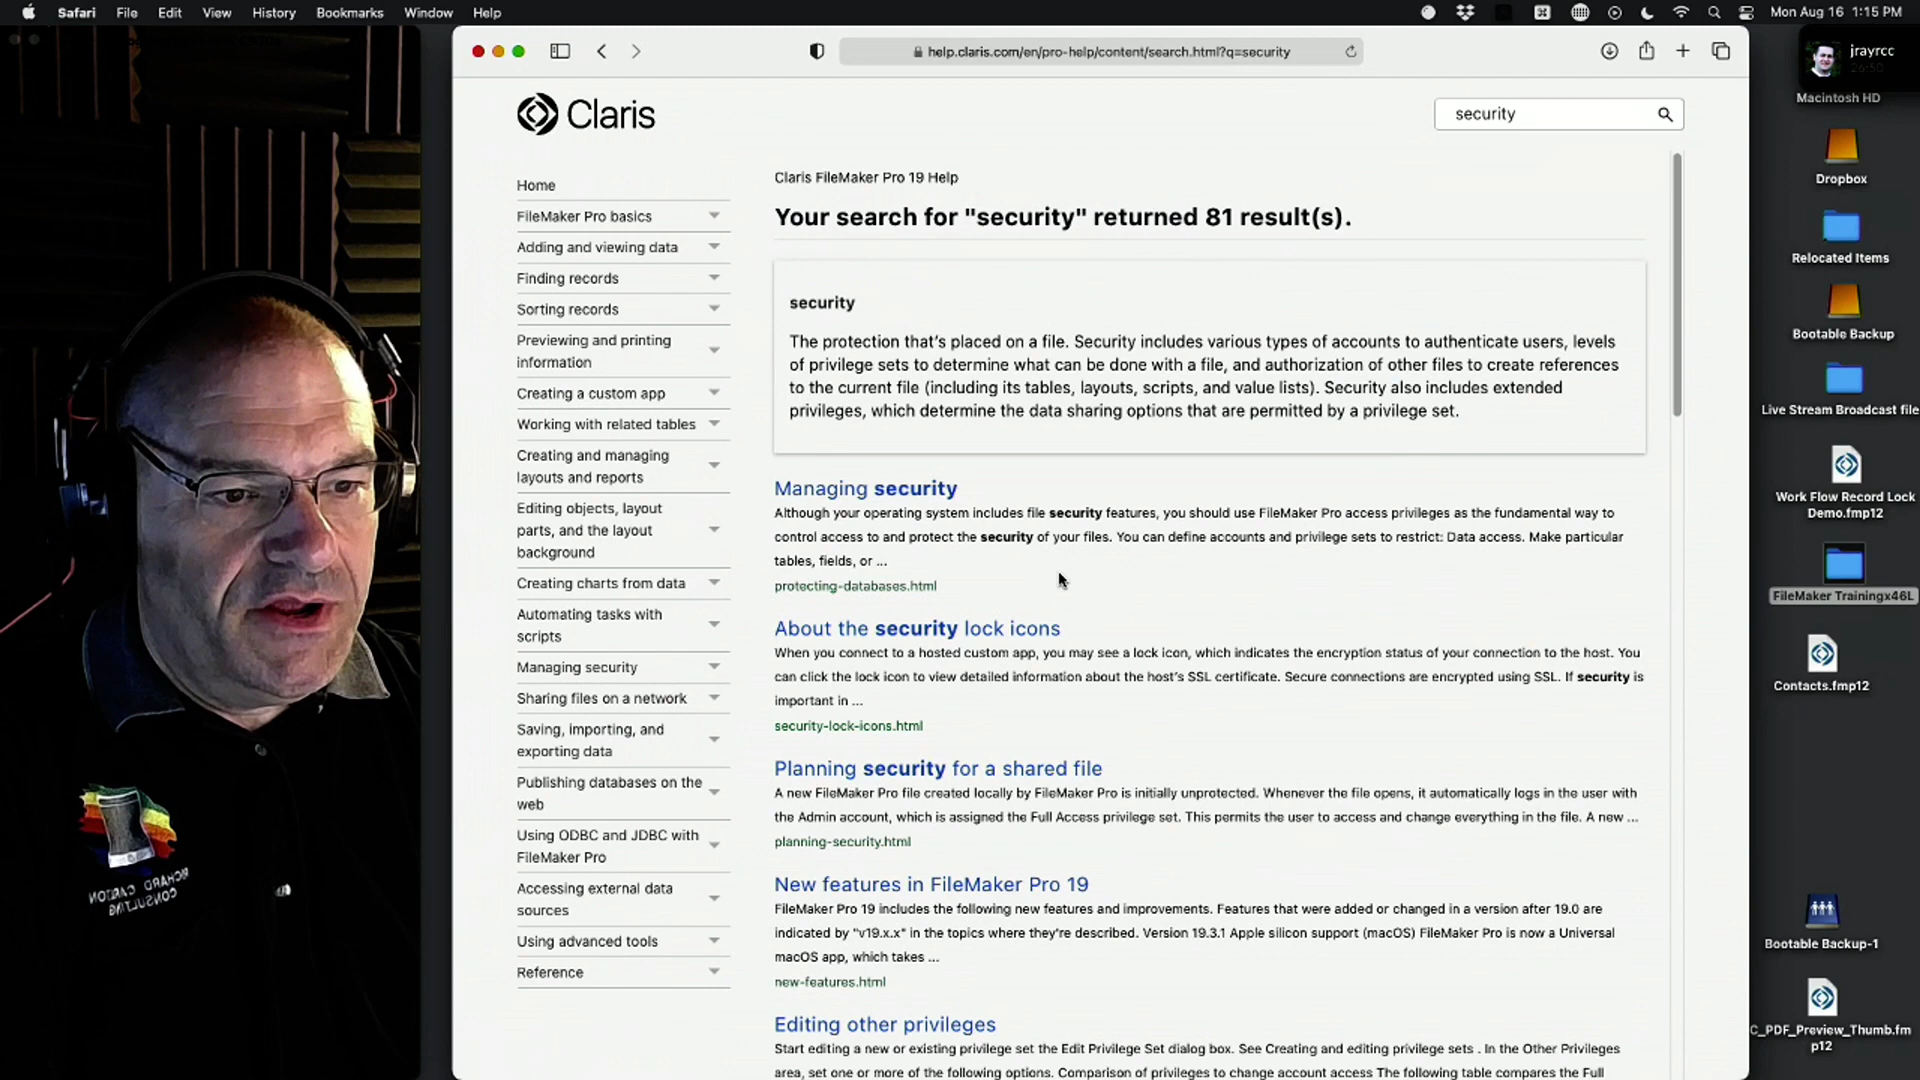 Safari File Edit View History Bookmarks Window Help
Mon Aug 16 1:15 PM
help.claris.com/en/pro-help/content/search.html?q=security
jrayrcc
26:50
Macintosh HD
Claris
security
Home
FileMaker Pro basics
Adding and viewing data
Finding records
Sorting records
Previewing and printing
information
Creating a custom app
Working with related tables
Creating and managing
layouts and reports
Editing objects, layout
parts, and the layout
background
Creating charts from data
Automating tasks with
scripts
Managing security
Sharing files on a network
Saving, importing, and
exporting data
Publishing databases on the
web
Using ODBC and JDBC with
FileMaker Pro
Accessing external data
sources
Using advanced tools
Reference
Claris FileMaker Pro 19 Help
Your search for "security" returned 81 result(s).
security
The protection that's placed on a file. Security includes various types of accounts to authenticate users, levels
of privilege sets to determine what can be done with a file, and authorization of other files to create references
to the current file (including its tables, layouts, scripts, and value lists). Security also includes extended
privileges, which determine the data sharing options that are permitted by a privilege set.
Managing security
Although your operating system includes file security features, you should use FileMaker Pro access privileges as the fundamental way to
control access to and protect the security of your files. You can define accounts and privilege sets to restrict: Data access. Make particular
tables, fields, or ...
protecting-databases.html
About the security lock icons
When you connect to a hosted custom app, you may see a lock icon, which indicates the encryption status of your connection to the host. You
can click the lock icon to view detailed information about the host's SSL certificate. Secure connections are encrypted using SSL. If security is
important in ...
security-lock-icons.html
Planning security for a shared file
A new FileMaker Pro file created locally by FileMaker Pro is initially unprotected. Whenever the file opens, it automatically logs in the user with
the Admin account, which is assigned the Full Access privilege set. This permits the user to access and change everything in the file. A new ...
planning-security.html
New features in FileMaker Pro 19
FileMaker Pro 19 includes the following new features and improvements. Features that were added or changed in a version after 19.0 are
indicated by "v19.x.x" in the topics where they're described. Version 19.3.1 Apple silicon support (macOS) FileMaker Pro is now a Universal
macOS app, which takes ...
new-features.html
Editing other privileges
Start editing a new or existing privilege set the Edit Privilege Set dialog box. See Creating and editing privilege sets . In the Other Privileges
area, set one or more of the following options. Comparison of privileges to change account access The following table compares the Full
Dropbox
Relocated Items
Bootable Backup
Live Stream Broadcast file
Work Flow Record Lock
Demo.fmp12
FileMaker Trainingx46L
Contacts.fmp12
Bootable Backup-1
C_PDF_Preview_Thumb.fm
p12
RICHARD CARLTON
CONSULTING